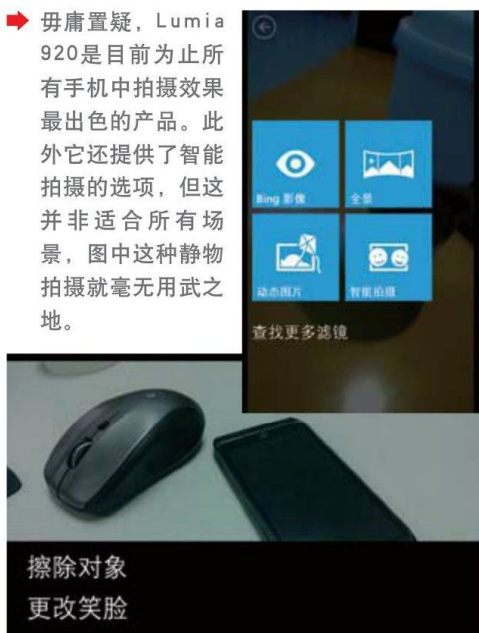 毋庸置疑，Lumia
920是目前为止所
有手机中拍摄效果
最出色的产品。此
外它还提供了智能
拍摄的选项，但这
并非适合所有场
景，图中这种静物
拍摄就毫无用武之
地。
Bing 影像
全景
动态图片
智能拍摄
查找更多滤镜
擦除对象
更改笑脸